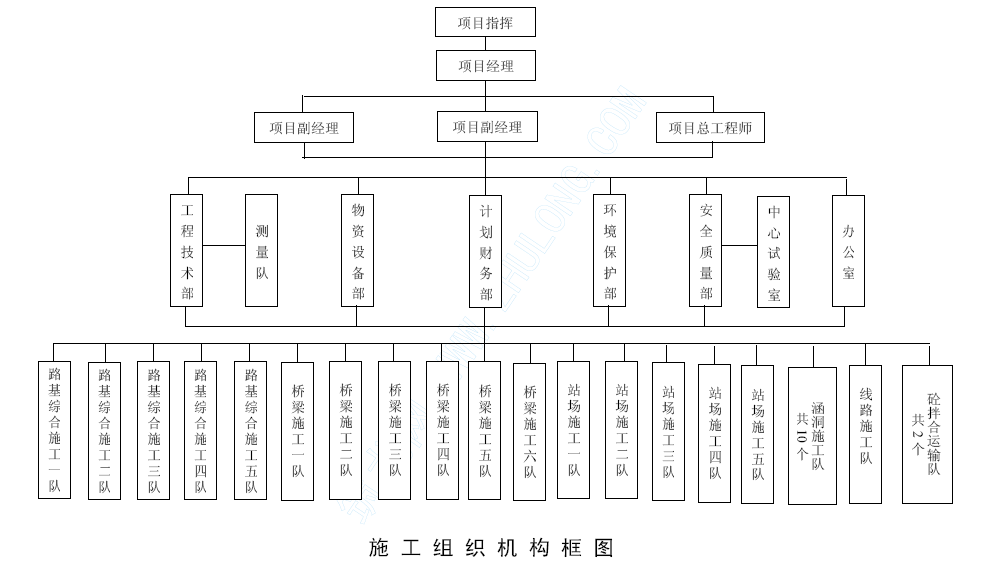 项目指挥
项目经理
项目副经理
项目副经理
项目总工程师
工程技术部
测量队
物资设备部
计划财务部
环境保护部
安全质量部
中心试验室
办公室
路基综合施工一队
路基综合施工二队
路基综合施工三队
路基综合施工四队
路基综合施工五队
桥梁施工一队
桥梁施工二队
桥梁施工三队
桥梁施工四队
桥梁施工五队
桥梁施工六队
站场施工一队
站场施工二队
站场施工三队
站场施工四队
站场施工五队
涵洞施工队
共10个
线路施工队
砼拌合运输队
共2个
施工组织机构框图